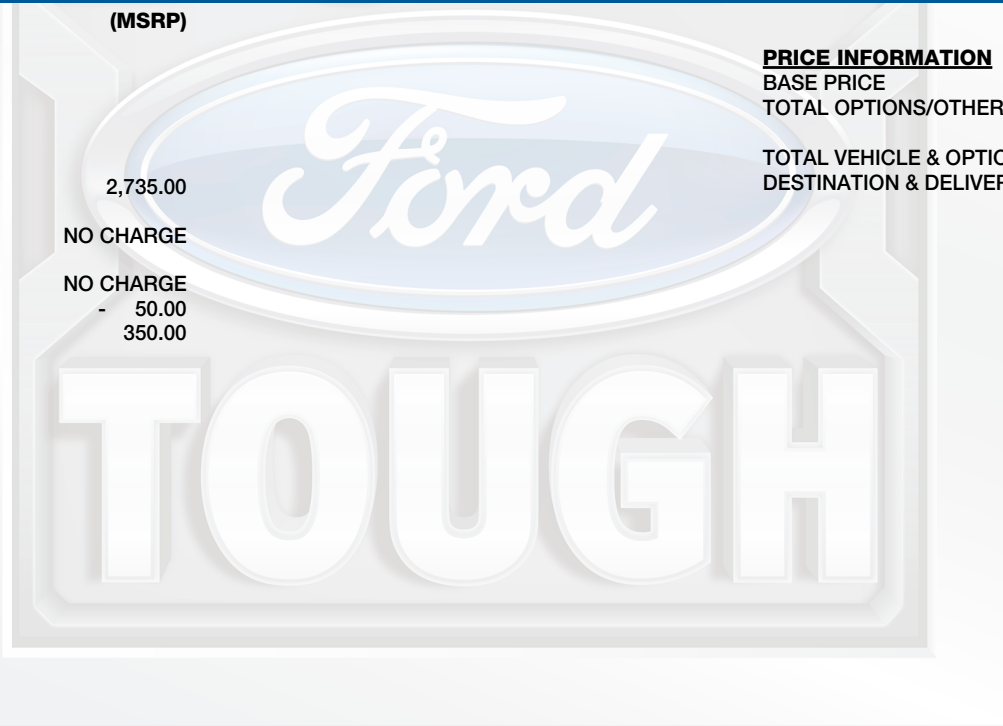 (MSRP)
2,735.00
NO CHARGE
NO CHARGE
- 50.00
350.00
PRICE INFORMATION
BASE PRICE
TOTAL OPTIONS/OTHER
TOTAL VEHICLE & OPTIO
DESTINATION & DELIVER
Ford
TOUGH